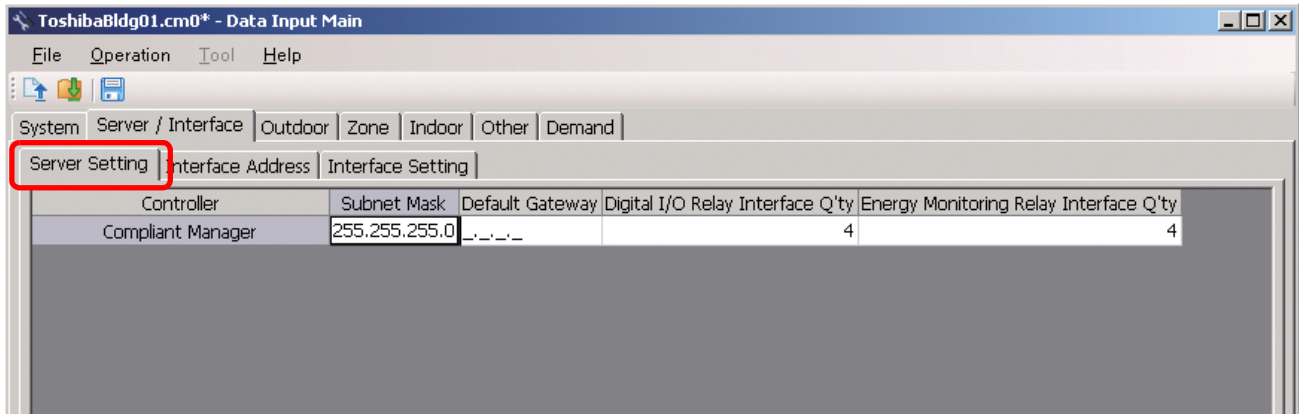 ToshibaBldg01.cm0* - Data Input Main
File Operation Tool Help
System Server / Interface Outdoor Zone Indoor Other Demand
Server Setting Interface Address Interface Setting
Controller Subnet Mask Default Gateway Digital I/O Relay Interface Q'ty Energy Monitoring Relay Interface Q'ty
Compliant Manager 255.255.255.0 _._._._ 4 4